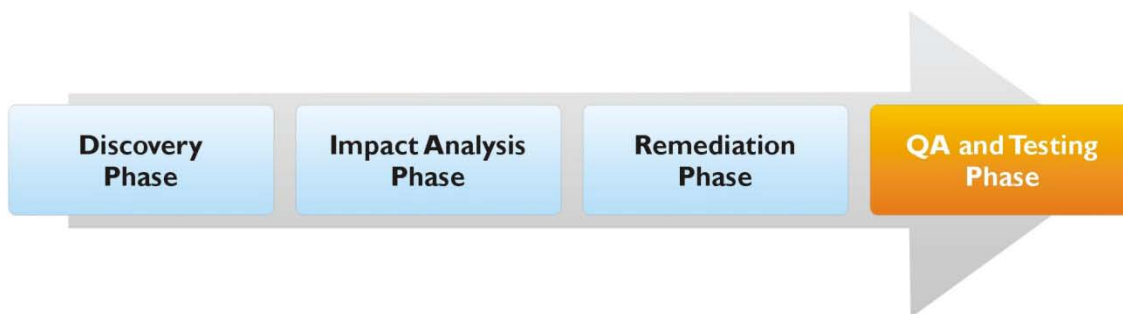 Discovery
Phase
Impact Analysis
Phase
Remediation
Phase
QA and Testing
Phase